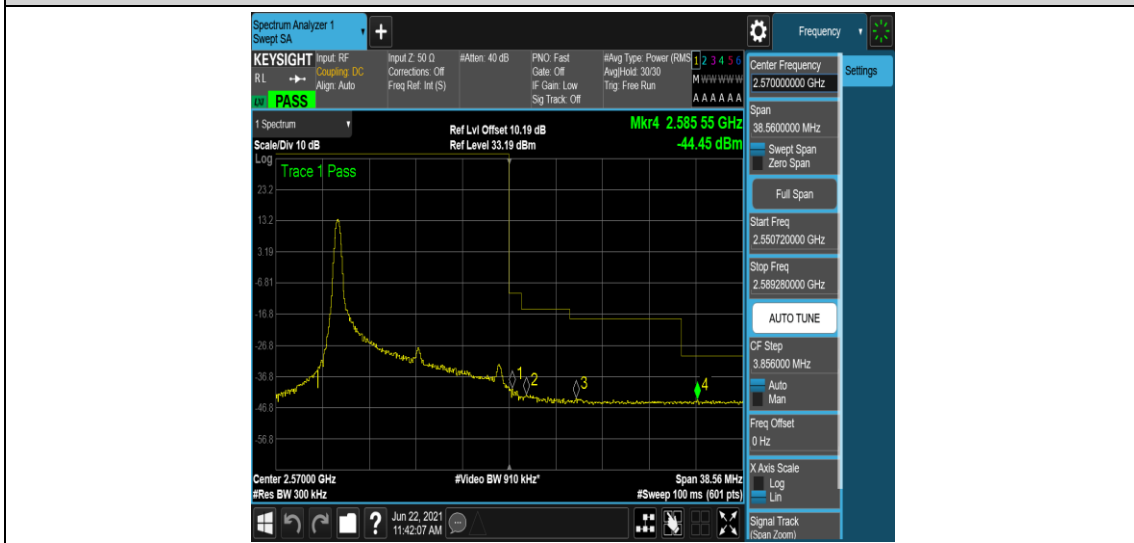 Spectrum Analyzer 1
Swept SA
+
Frequency
KEYSIGHT
RL
LXI PASS
Input: RF
Coupling: DC
Align: Auto
Input Z: 50 Ω
Corrections: Off
Freq Ref: Int (S)
#Atten: 40 dB
PNO: Fast
Gate: Off
IF Gain: Low
Sig Track: Off
#Avg Type: Power (RMS
Avg|Hold: 30/30
Trig: Free Run
1 2 3 4 5 6
M W W W W W
A A A A A A
1 Spectrum
Scale/Div 10 dB
Ref Lvl Offset 10.19 dB
Ref Level 33.19 dBm
Mkr4 2.585 55 GHz
-44.45 dBm
Log
Trace 1 Pass
23.2
13.2
3.19
-6.81
-16.8
-26.8
-36.8
-46.8
-56.8
1
2
3
4
Center 2.57000 GHz
#Res BW 300 kHz
#Video BW 910 kHz*
Span 38.56 MHz
#Sweep 100 ms (601 pts)
?
Jun 22, 2021
11:42:07 AM
Center Frequency
2.570000000 GHz
Settings
Span
38.5600000 MHz
Swept Span
Zero Span
Full Span
Start Freq
2.550720000 GHz
Stop Freq
2.589280000 GHz
AUTO TUNE
CF Step
3.856000 MHz
Auto
Man
Freq Offset
0 Hz
X Axis Scale
Log
Lin
Signal Track
(Span Zoom)